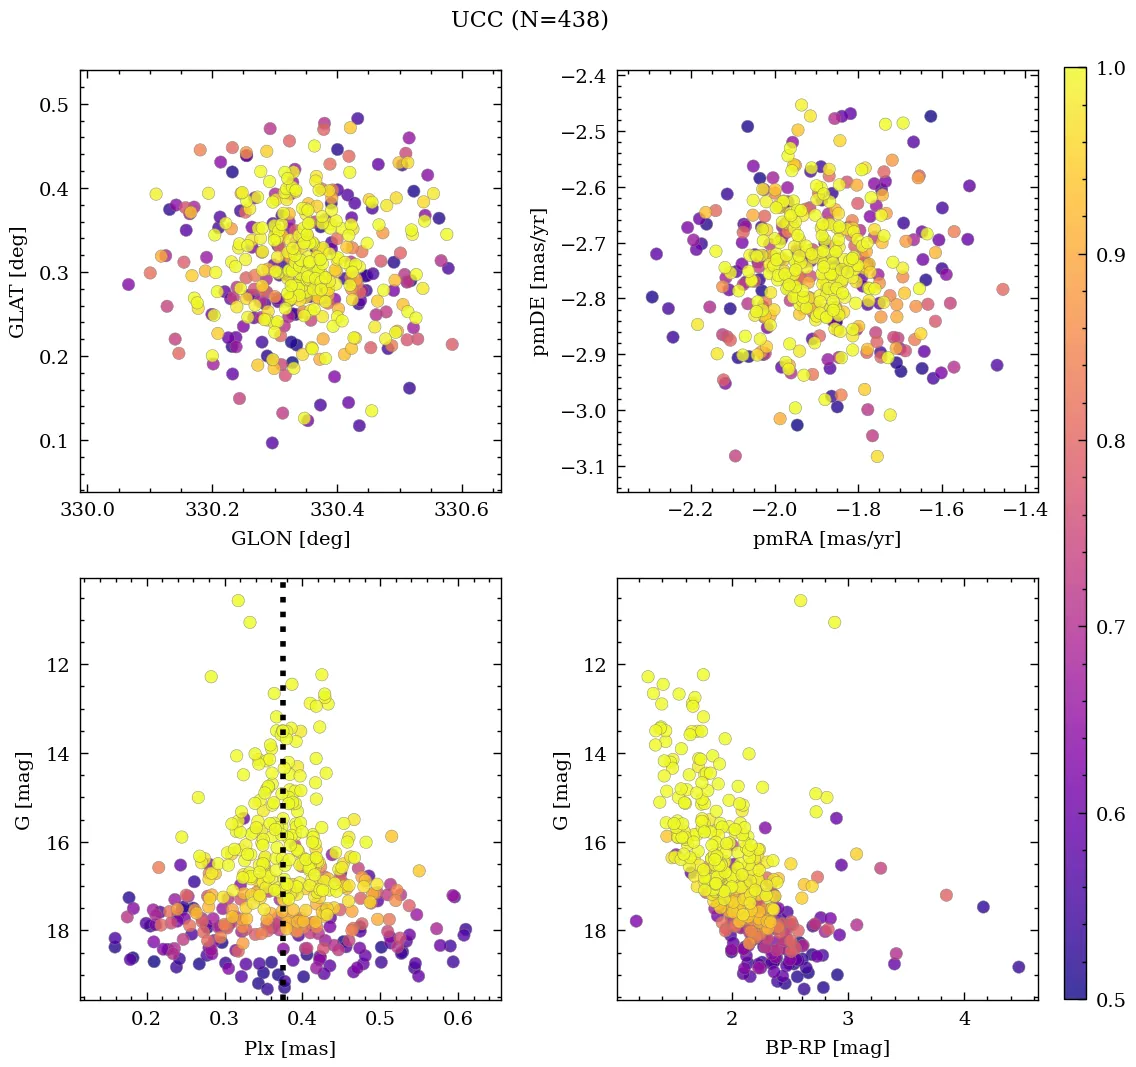 UCC (N=438)
0.5
0.4
0.3
0.2
0.1
GLAT [deg]
330.0 330.2 330.4 330.6
GLON [deg]
−2.4
−2.5
−2.6
−2.7
−2.8
−2.9
−3.0
−3.1
pmDE [mas/yr]
−2.2 −2.0 −1.8 −1.6 −1.4
pmRA [mas/yr]
12
14
16
18
G [mag]
0.2 0.3 0.4 0.5 0.6
Plx [mas]
12
14
16
18
G [mag]
2 3 4
BP-RP [mag]
1.0
0.9
0.8
0.7
0.6
0.5